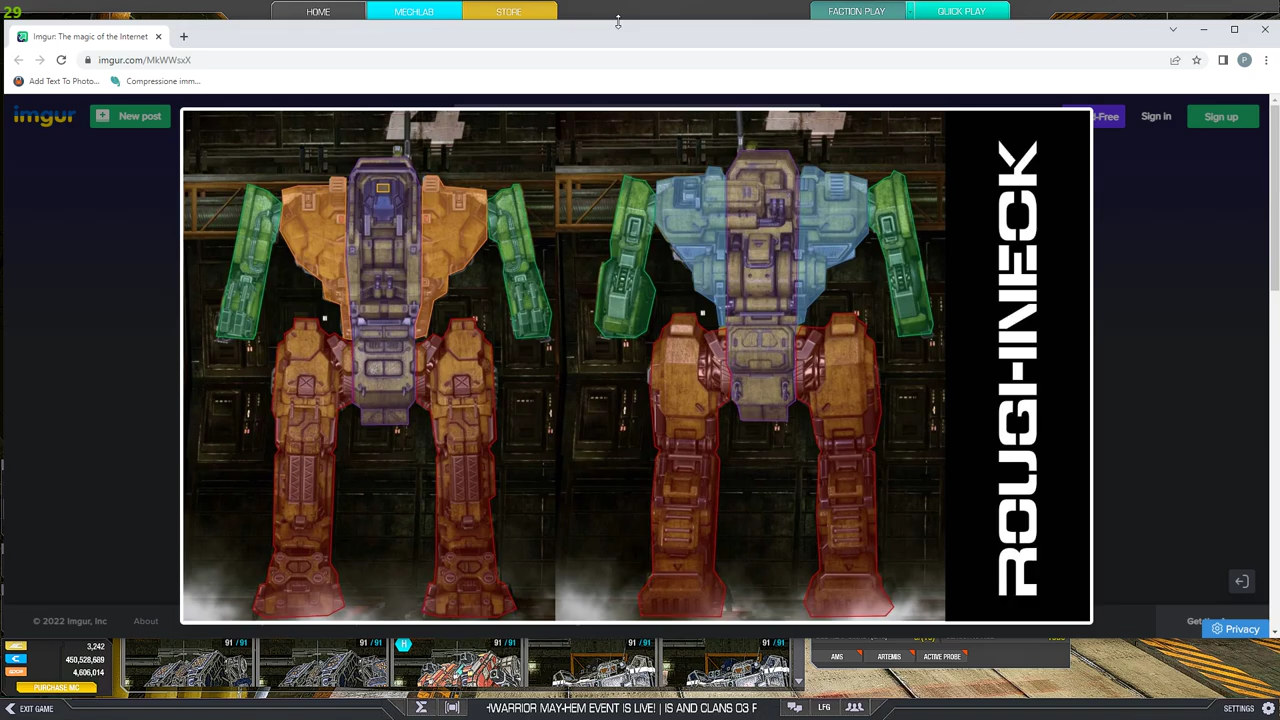 29
HOME
MECHLAB
STORE
FACTION PLAY
QUICK PLAY
Imgur: The magic of the Internet
imgur.com/MkWWsxX
P
Add Text To Photo...
Compressione imm...
imgur
New post
d-Free
Sign in
Sign up
ROUGHNECK
© 2022 Imgur, Inc
About
Get
Privacy
3,242
450,528,689
4,606,014
PURCHASE MC
91 / 91
91 / 91
H
91 / 91
91 / 91
91 / 91
AMS
ARTEMIS
ACTIVE PROBE
EXIT GAME
-WARRIOR MAY-HEM EVENT IS LIVE! | IS AND CLANS 03 F
LFG
SETTINGS